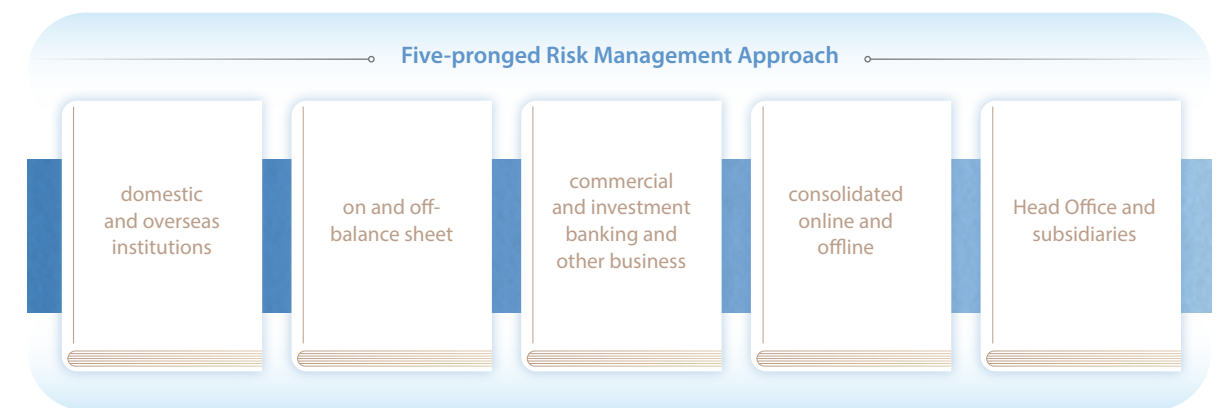 Five-pronged Risk Management Approach
domestic
and overseas
institutions
on and off-
balance sheet
commercial
and investment
banking and
other business
consolidated
online and
offline
Head Office and
subsidiaries